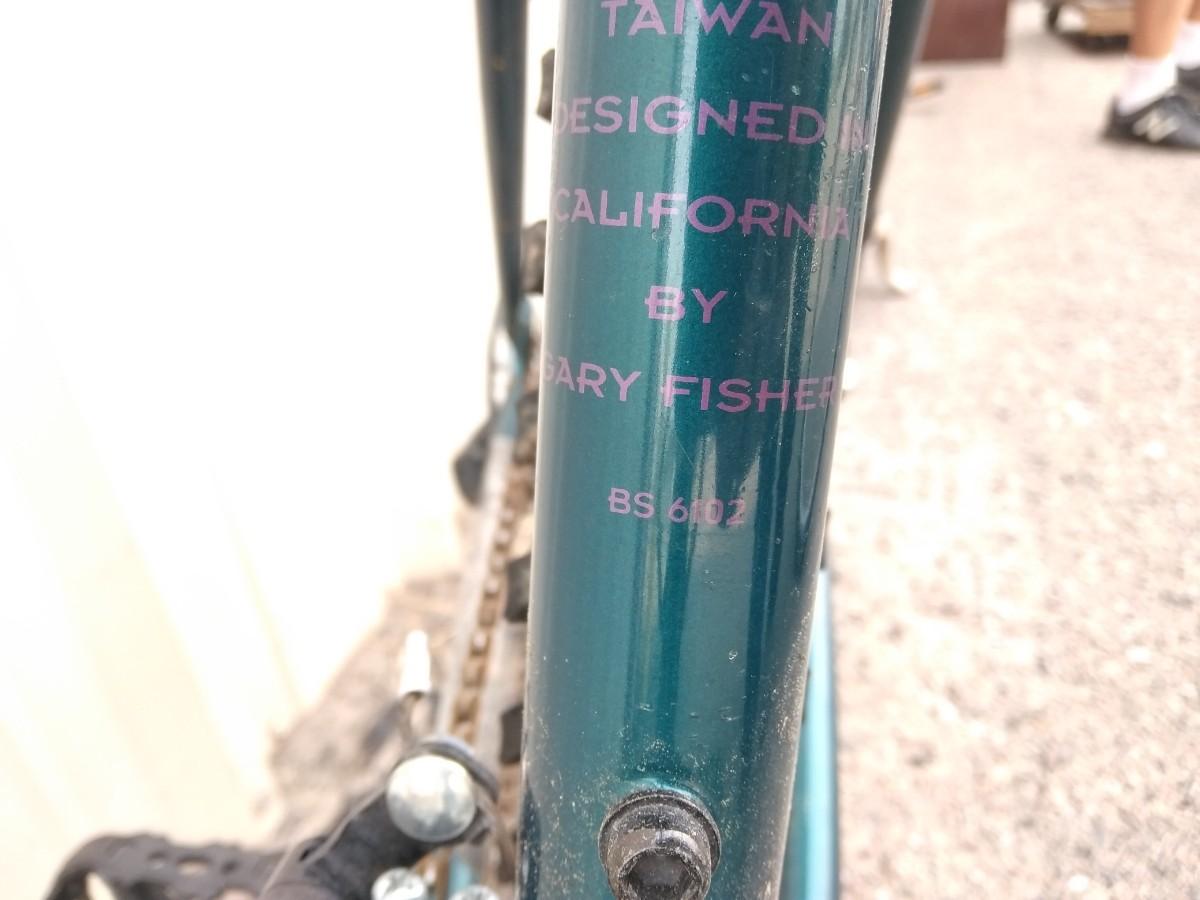 TAIWAN
DESIGNED IN
CALIFORNIA
BY
GARY FISHER
BS 6102